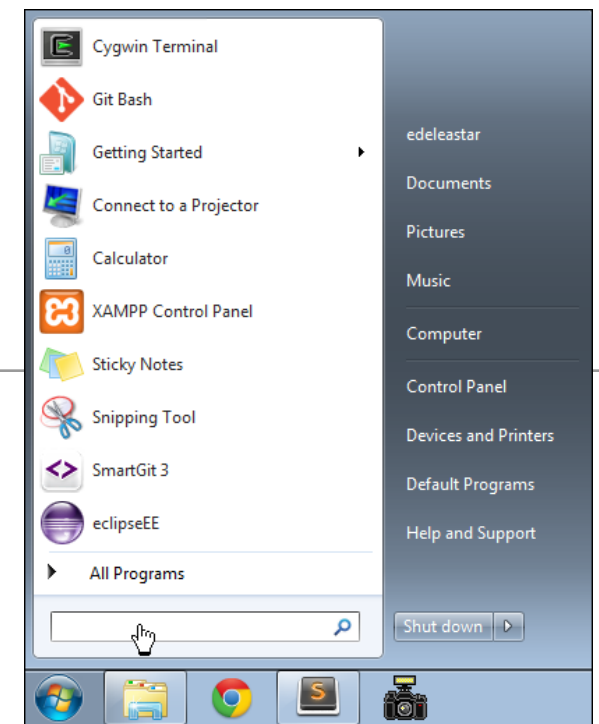 Cygwin Terminal
Git Bash
Getting Started
Connect to a Projector
Calculator
XAMPP Control Panel
Sticky Notes
Snipping Tool
SmartGit 3
eclipseEE
All Programs
edeleastar
Documents
Pictures
Music
Computer
Control Panel
Devices and Printers
Default Programs
Help and Support
Shut down